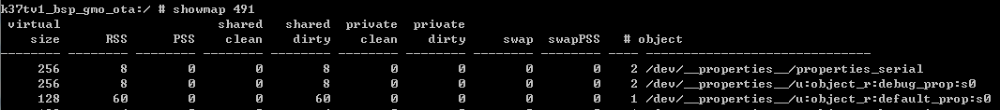 k37tv1_bsp_gmo_ota:/ # showmap 491
virtual shared shared private private
size RSS PSS clean dirty clean dirty swap swapPSS # object
-------- -------- -------- -------- -------- -------- -------- -------- -------- ---- ------------------------------
256 8 0 0 8 0 0 0 0 2 /dev/__properties__/properties_serial
256 8 0 0 8 0 0 0 0 2 /dev/__properties__/u:object_r:debug_prop:s0
128 60 0 0 60 0 0 0 0 1 /dev/__properties__/u:object_r:default_prop:s0